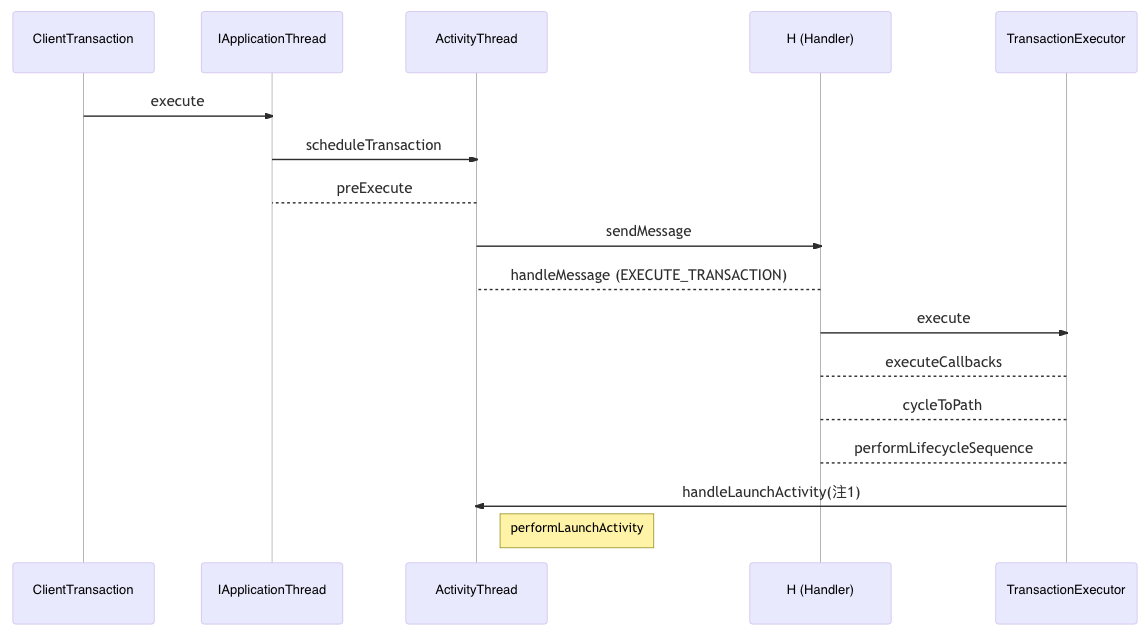 ClientTransaction
IApplicationThread
ActivityThread
H (Handler)
TransactionExecutor
execute
scheduleTransaction
preExecute
sendMessage
handleMessage (EXECUTE_TRANSACTION)
execute
executeCallbacks
cycleToPath
performLifecycleSequence
handleLaunchActivity(注1)
performLaunchActivity
ClientTransaction
IApplicationThread
ActivityThread
H (Handler)
TransactionExecutor